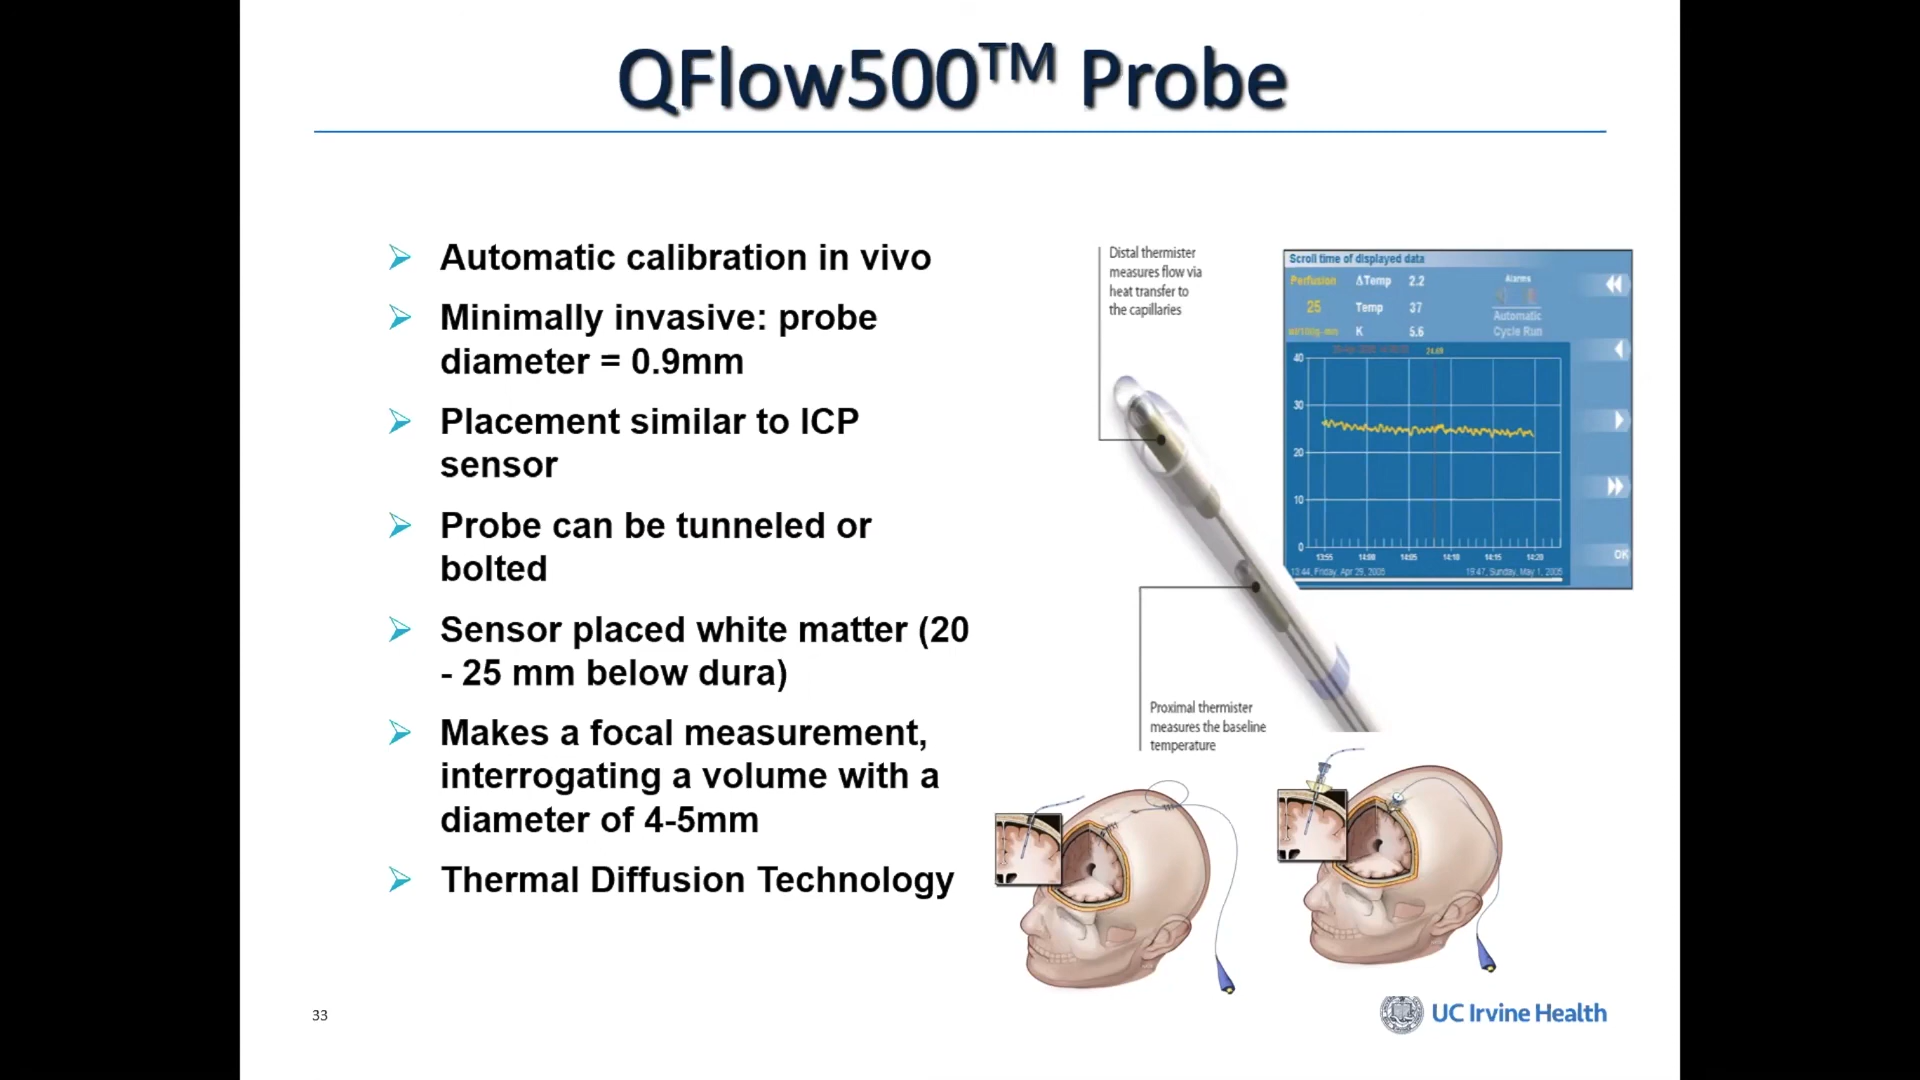 QFlow500™ Probe
Automatic calibration in vivo
Minimally invasive: probe
diameter = 0.9mm
Placement similar to ICP
sensor
Probe can be tunneled or
bolted
Sensor placed white matter (20
- 25 mm below dura)
Makes a focal measurement,
interrogating a volume with a
diameter of 4-5mm
Thermal Diffusion Technology
Distal thermister
measures flow via
heat transfer to
the capillaries
Proximal thermister
measures the baseline
temperature
Scroll time of displayed data
Perfusion ΔTemp 2.2 Alarms
25 Temp 37 Automatic
K 5.6 Cycle Run
24.69
40
30
20
10
0
13:55 14:00 14:05 14:10 14:15 14:20
13:44, Friday, Apr 29, 2005 19:47, Sunday, May 1, 2005
OK
33
UC Irvine Health